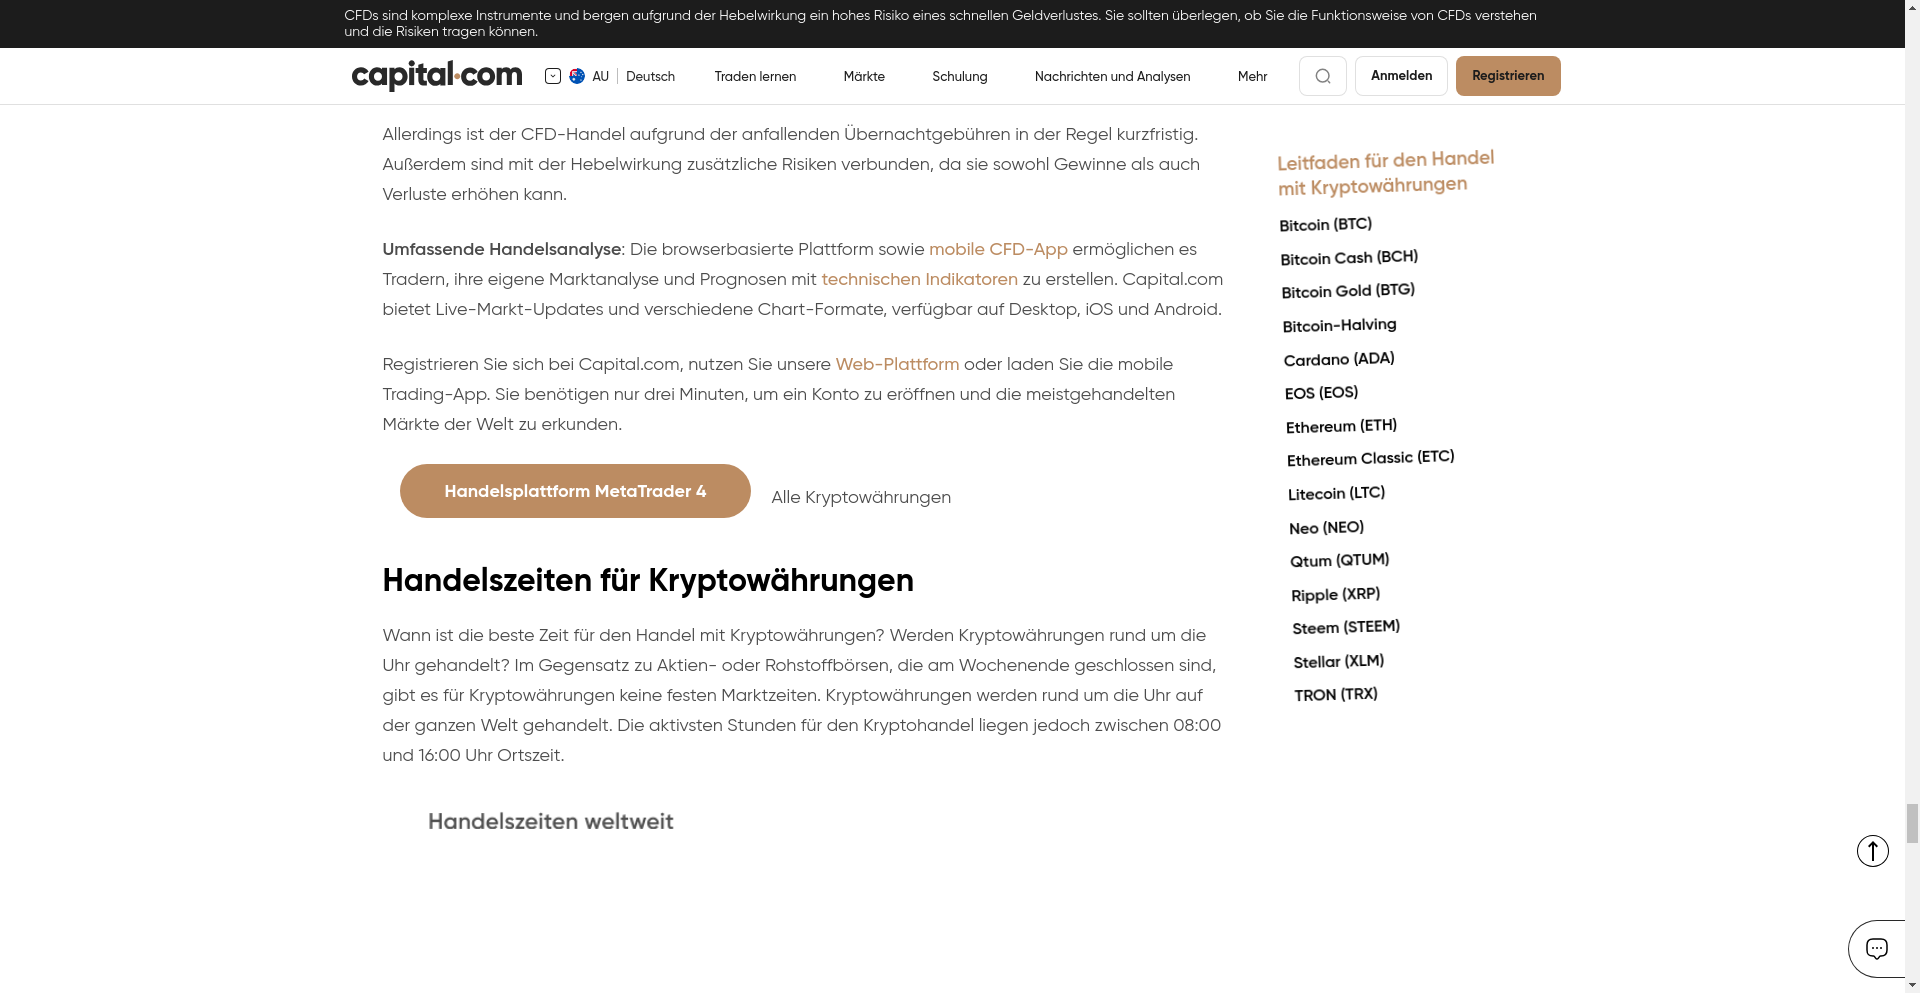 CFDs sind komplexe Instrumente und bergen aufgrund der Hebelwirkung ein hohes Risiko eines schnellen Geldverlustes. Sie sollten überlegen, ob Sie die Funktionsweise von CFDs verstehen
und die Risiken tragen können.
capital.com
AU
Deutsch
Traden lernen
Märkte
Schulung
Nachrichten und Analysen
Mehr
Anmelden
Registrieren
Allerdings ist der CFD-Handel aufgrund der anfallenden Übernachtgebühren in der Regel kurzfristig.
Außerdem sind mit der Hebelwirkung zusätzliche Risiken verbunden, da sie sowohl Gewinne als auch
Verluste erhöhen kann.
Umfassende Handelsanalyse: Die browserbasierte Plattform sowie mobile CFD-App ermöglichen es
Tradern, ihre eigene Marktanalyse und Prognosen mit technischen Indikatoren zu erstellen. Capital.com
bietet Live-Markt-Updates und verschiedene Chart-Formate, verfügbar auf Desktop, iOS und Android.
Registrieren Sie sich bei Capital.com, nutzen Sie unsere Web-Plattform oder laden Sie die mobile
Trading-App. Sie benötigen nur drei Minuten, um ein Konto zu eröffnen und die meistgehandelten
Märkte der Welt zu erkunden.
Handelsplattform MetaTrader 4
Alle Kryptowährungen
Handelszeiten für Kryptowährungen
Wann ist die beste Zeit für den Handel mit Kryptowährungen? Werden Kryptowährungen rund um die
Uhr gehandelt? Im Gegensatz zu Aktien- oder Rohstoffbörsen, die am Wochenende geschlossen sind,
gibt es für Kryptowährungen keine festen Marktzeiten. Kryptowährungen werden rund um die Uhr auf
der ganzen Welt gehandelt. Die aktivsten Stunden für den Kryptohandel liegen jedoch zwischen 08:00
und 16:00 Uhr Ortszeit.
Handelszeiten weltweit
Leitfaden für den Handel
mit Kryptowährungen
Bitcoin (BTC)
Bitcoin Cash (BCH)
Bitcoin Gold (BTG)
Bitcoin-Halving
Cardano (ADA)
EOS (EOS)
Ethereum (ETH)
Ethereum Classic (ETC)
Litecoin (LTC)
Neo (NEO)
Qtum (QTUM)
Ripple (XRP)
Steem (STEEM)
Stellar (XLM)
TRON (TRX)